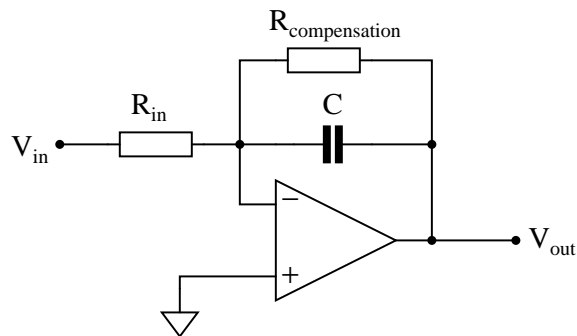 R_compensation
R_in
C
V_in
−
+
V_out